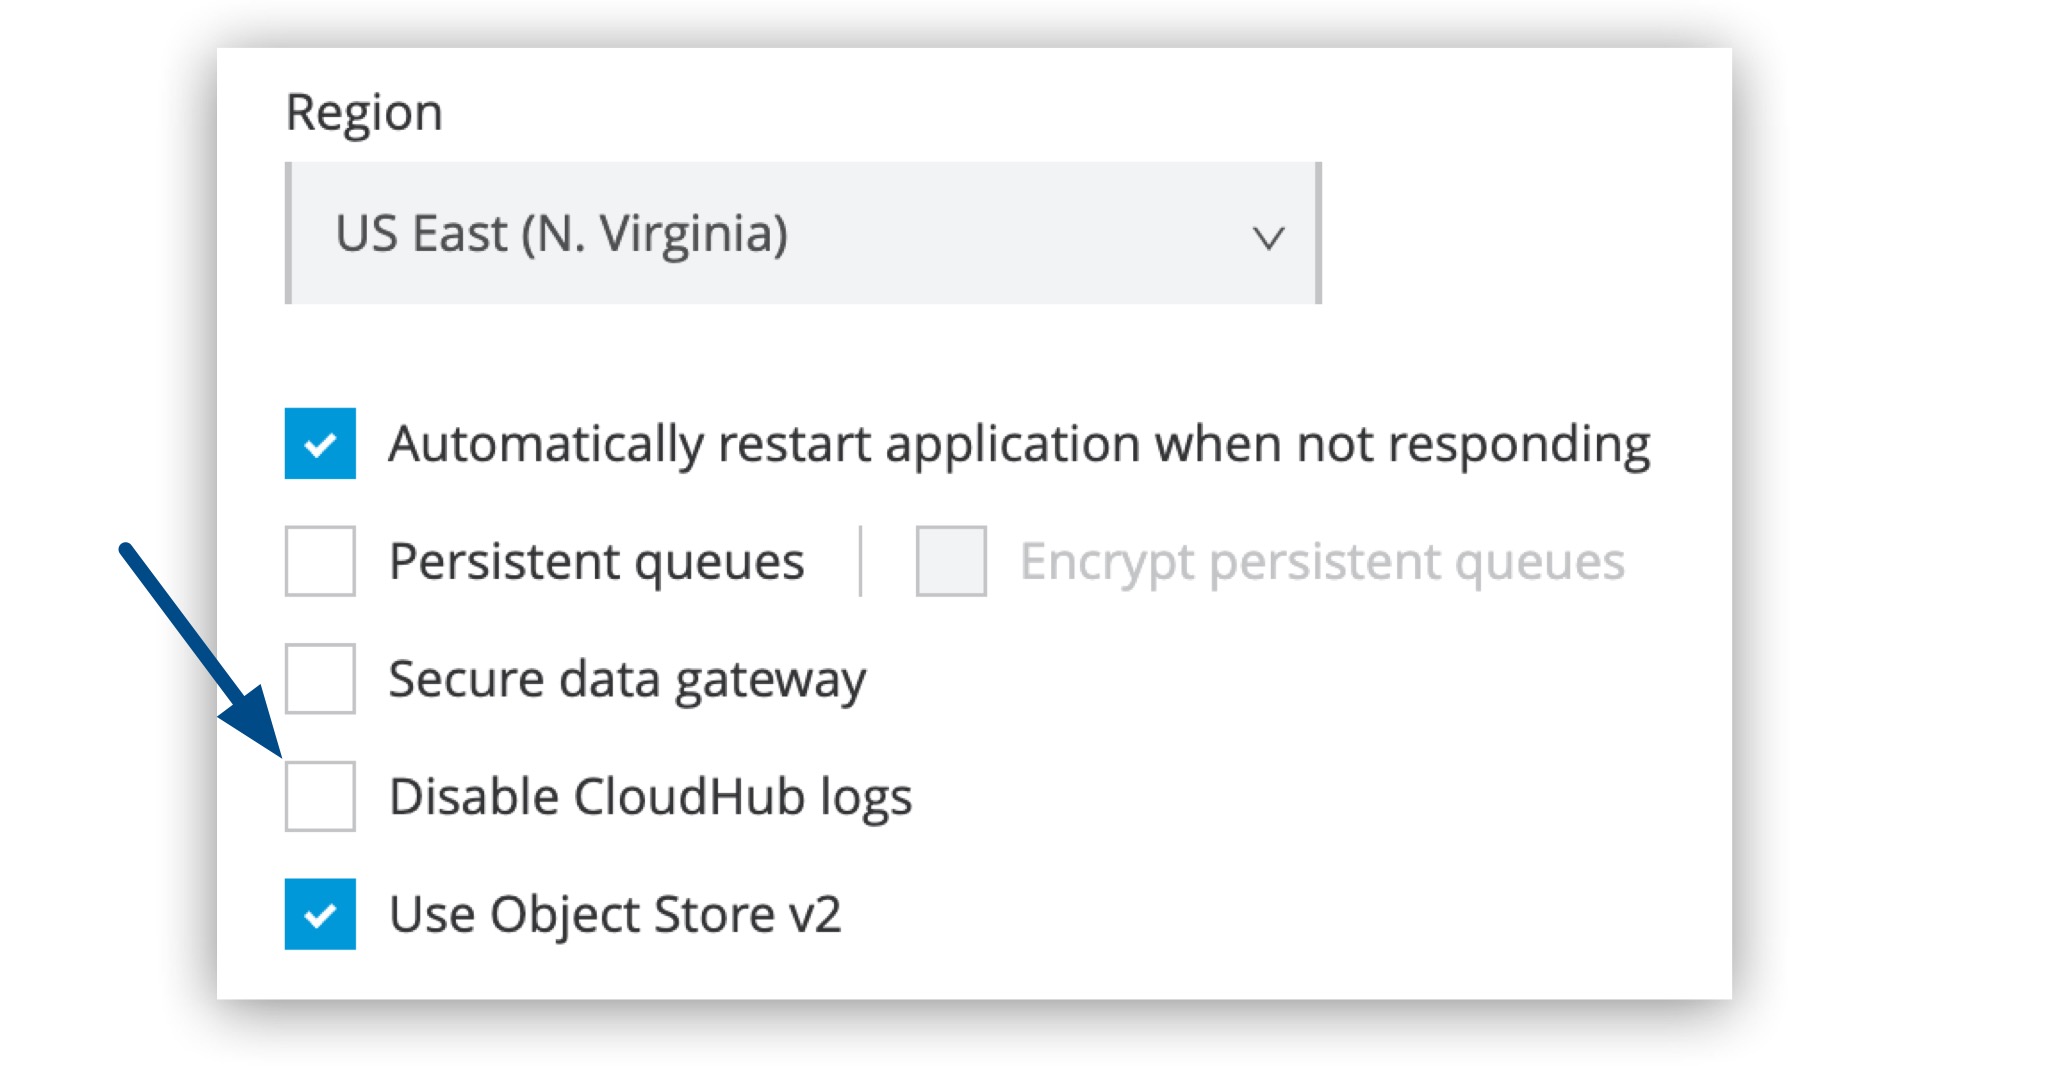 Region
US East (N. Virginia)
Automatically restart application when not responding
Persistent queues Encrypt persistent queues
Secure data gateway
Disable CloudHub logs
Use Object Store v2